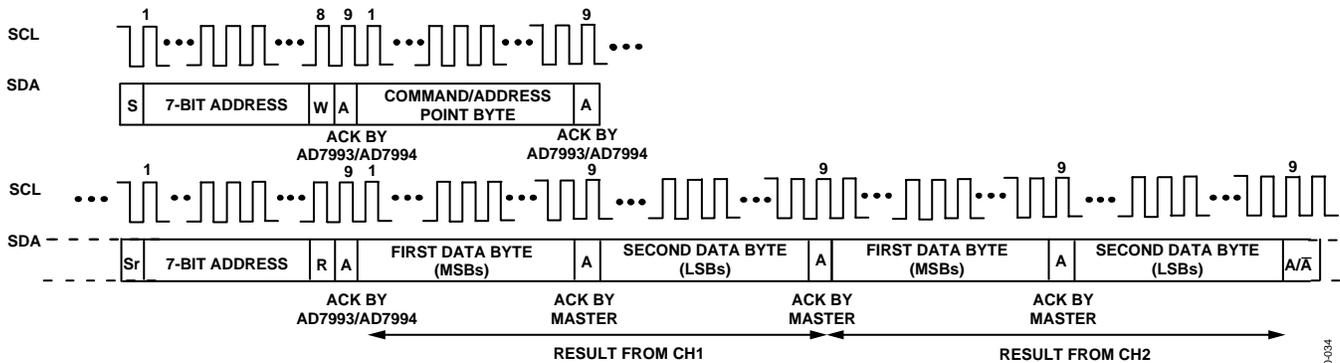 1 8 9 1 9
SCL
SDA
S 7-BIT ADDRESS W A COMMAND/ADDRESS POINT BYTE A
ACK BY AD7993/AD7994 ACK BY AD7993/AD7994
1 9 1 9 9 9 9
SCL
SDA
Sr 7-BIT ADDRESS R A FIRST DATA BYTE (MSBs) A SECOND DATA BYTE (LSBs) A FIRST DATA BYTE (MSBs) A SECOND DATA BYTE (LSBs) A/A̅
ACK BY AD7993/AD7994 ACK BY MASTER ACK BY MASTER ACK BY MASTER
RESULT FROM CH1 RESULT FROM CH2